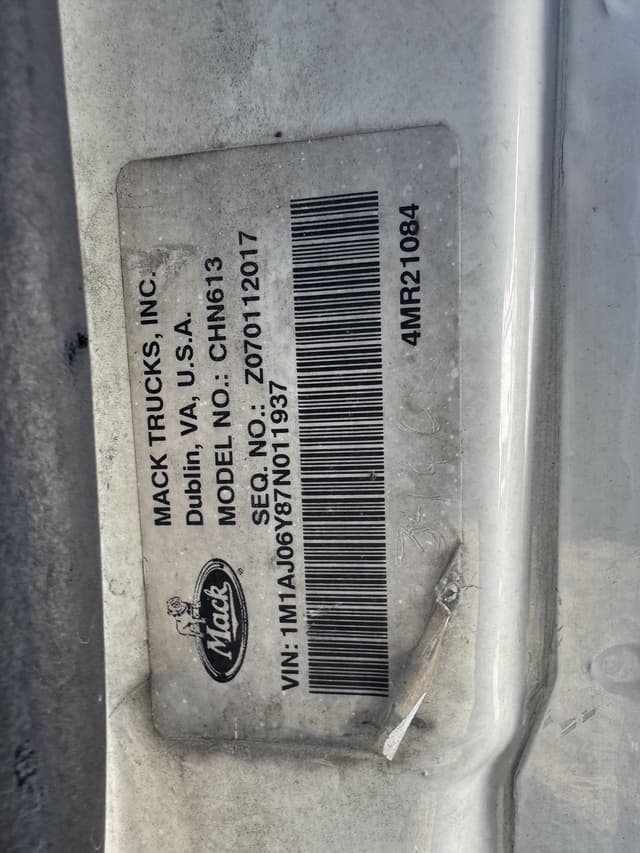 MACK TRUCKS, INC.
Dublin, VA, U.S.A.
MODEL NO.: CHN613
SEQ. NO.: Z070112017
Mack
®
VIN: 1M1AJ06Y87N011937
4MR21084